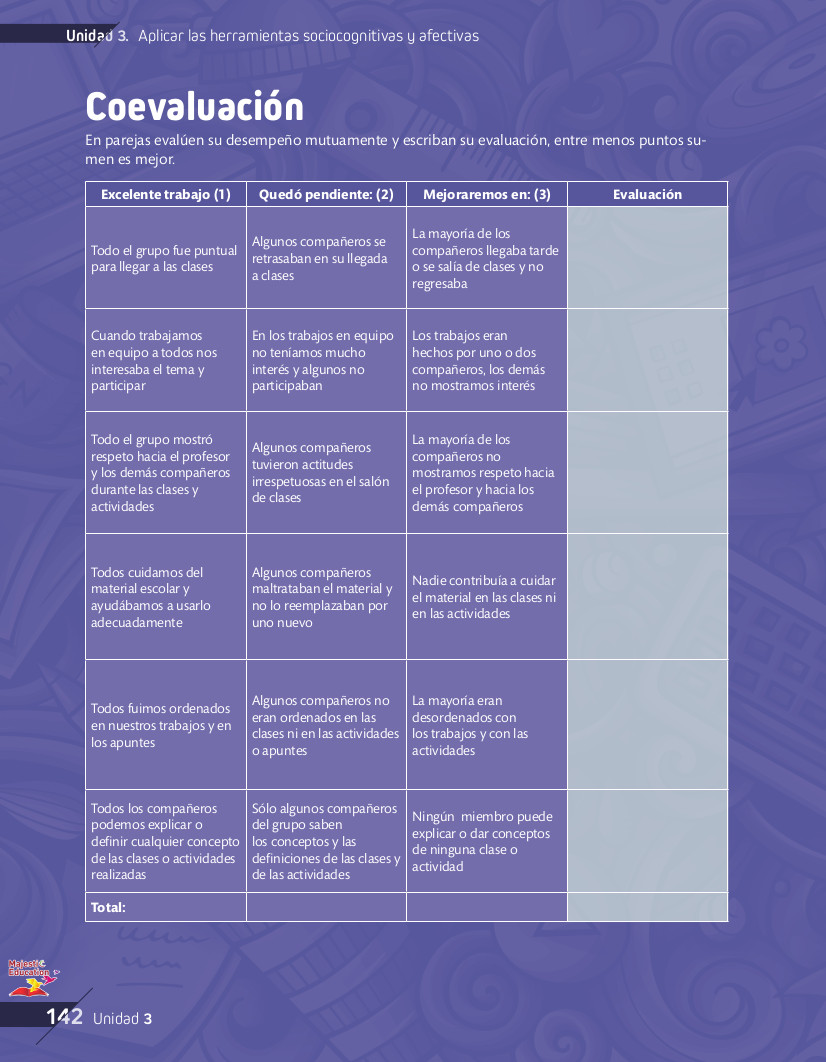 Unidad 3. Aplicar las herramientas sociocognitivas y afectivas
Coevaluación
En parejas evalúen su desempeño mutuamente y escriban su evaluación, entre menos puntos su-
men es mejor.
Excelente trabajo (1)
Quedó pendiente: (2)
Mejoraremos en: (3)
Evaluación
Todo el grupo fue puntual
para llegar a las clases
Algunos compañeros se
retrasaban en su llegada
a clases
La mayoría de los
compañeros llegaba tarde
o se salía de clases y no
regresaba
Cuando trabajamos
en equipo a todos nos
interesaba el tema y
participar
En los trabajos en equipo
no teníamos mucho
interés y algunos no
participaban
Los trabajos eran
hechos por uno o dos
compañeros, los demás
no mostramos interés
Todo el grupo mostró
respeto hacia el profesor
y los demás compañeros
durante las clases y
actividades
Algunos compañeros
tuvieron actitudes
irrespetuosas en el salón
de clases
La mayoría de los
compañeros no
mostramos respeto hacia
el profesor y hacia los
demás compañeros
Todos cuidamos del
material escolar y
ayudábamos a usarlo
adecuadamente
Algunos compañeros
maltrataban el material y
no lo reemplazaban por
uno nuevo
Nadie contribuía a cuidar
el material en las clases ni
en las actividades
Todos fuimos ordenados
en nuestros trabajos y en
los apuntes
Algunos compañeros no
eran ordenados en las
clases ni en las actividades
o apuntes
La mayoría eran
desordenados con
los trabajos y con las
actividades
Todos los compañeros
podemos explicar o
definir cualquier concepto
de las clases o actividades
realizadas
Sólo algunos compañeros
del grupo saben
los conceptos y las
definiciones de las clases y
de las actividades
Ningún miembro puede
explicar o dar conceptos
de ninguna clase o
actividad
Total:
Majestic
Education
142 Unidad 3